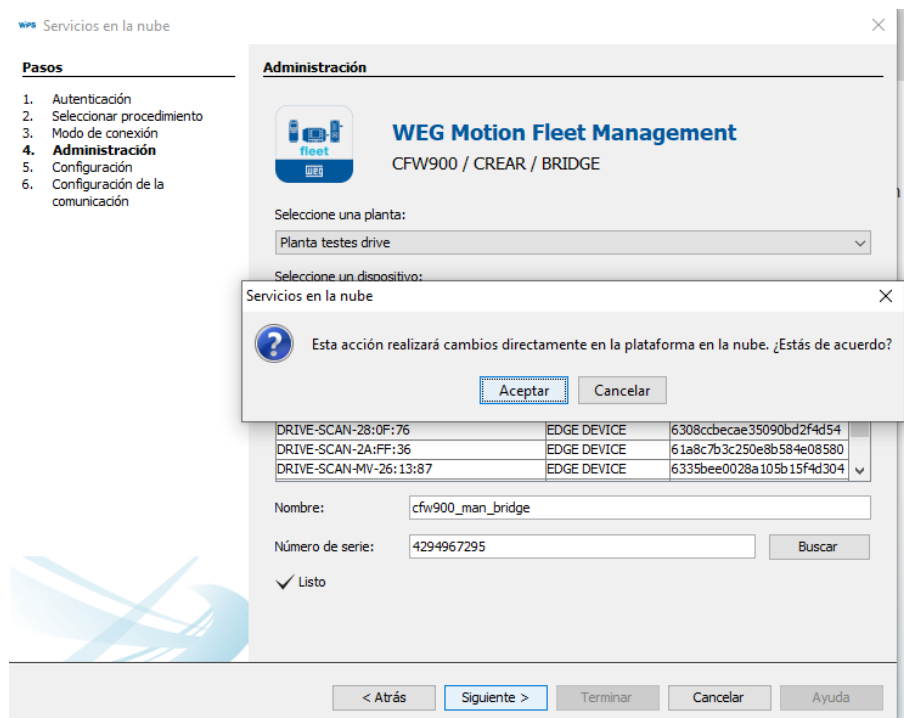 WPS Servicios en la nube
Pasos
1. Autenticación
2. Seleccionar procedimiento
3. Modo de conexión
4. Administración
5. Configuración
6. Configuración de la
comunicación
Administración
fleet
WEG
WEG Motion Fleet Management
CFW900 / CREAR / BRIDGE
Seleccione una planta:
Planta testes drive
Seleccione un dispositivo:
Servicios en la nube
Esta acción realizará cambios directamente en la plataforma en la nube. ¿Estás de acuerdo?
Aceptar Cancelar
DRIVE-SCAN-28:0F:76 EDGE DEVICE 6308ccbecae35090bd2f4d54
DRIVE-SCAN-2A:FF:36 EDGE DEVICE 61a8c7b3c250e8b584e08580
DRIVE-SCAN-MV-26:13:87 EDGE DEVICE 6335bee0028a105b15f4d304
Nombre: cfw900_man_bridge
Número de serie: 4294967295 Buscar
Listo
< Atrás Siguiente > Terminar Cancelar Ayuda